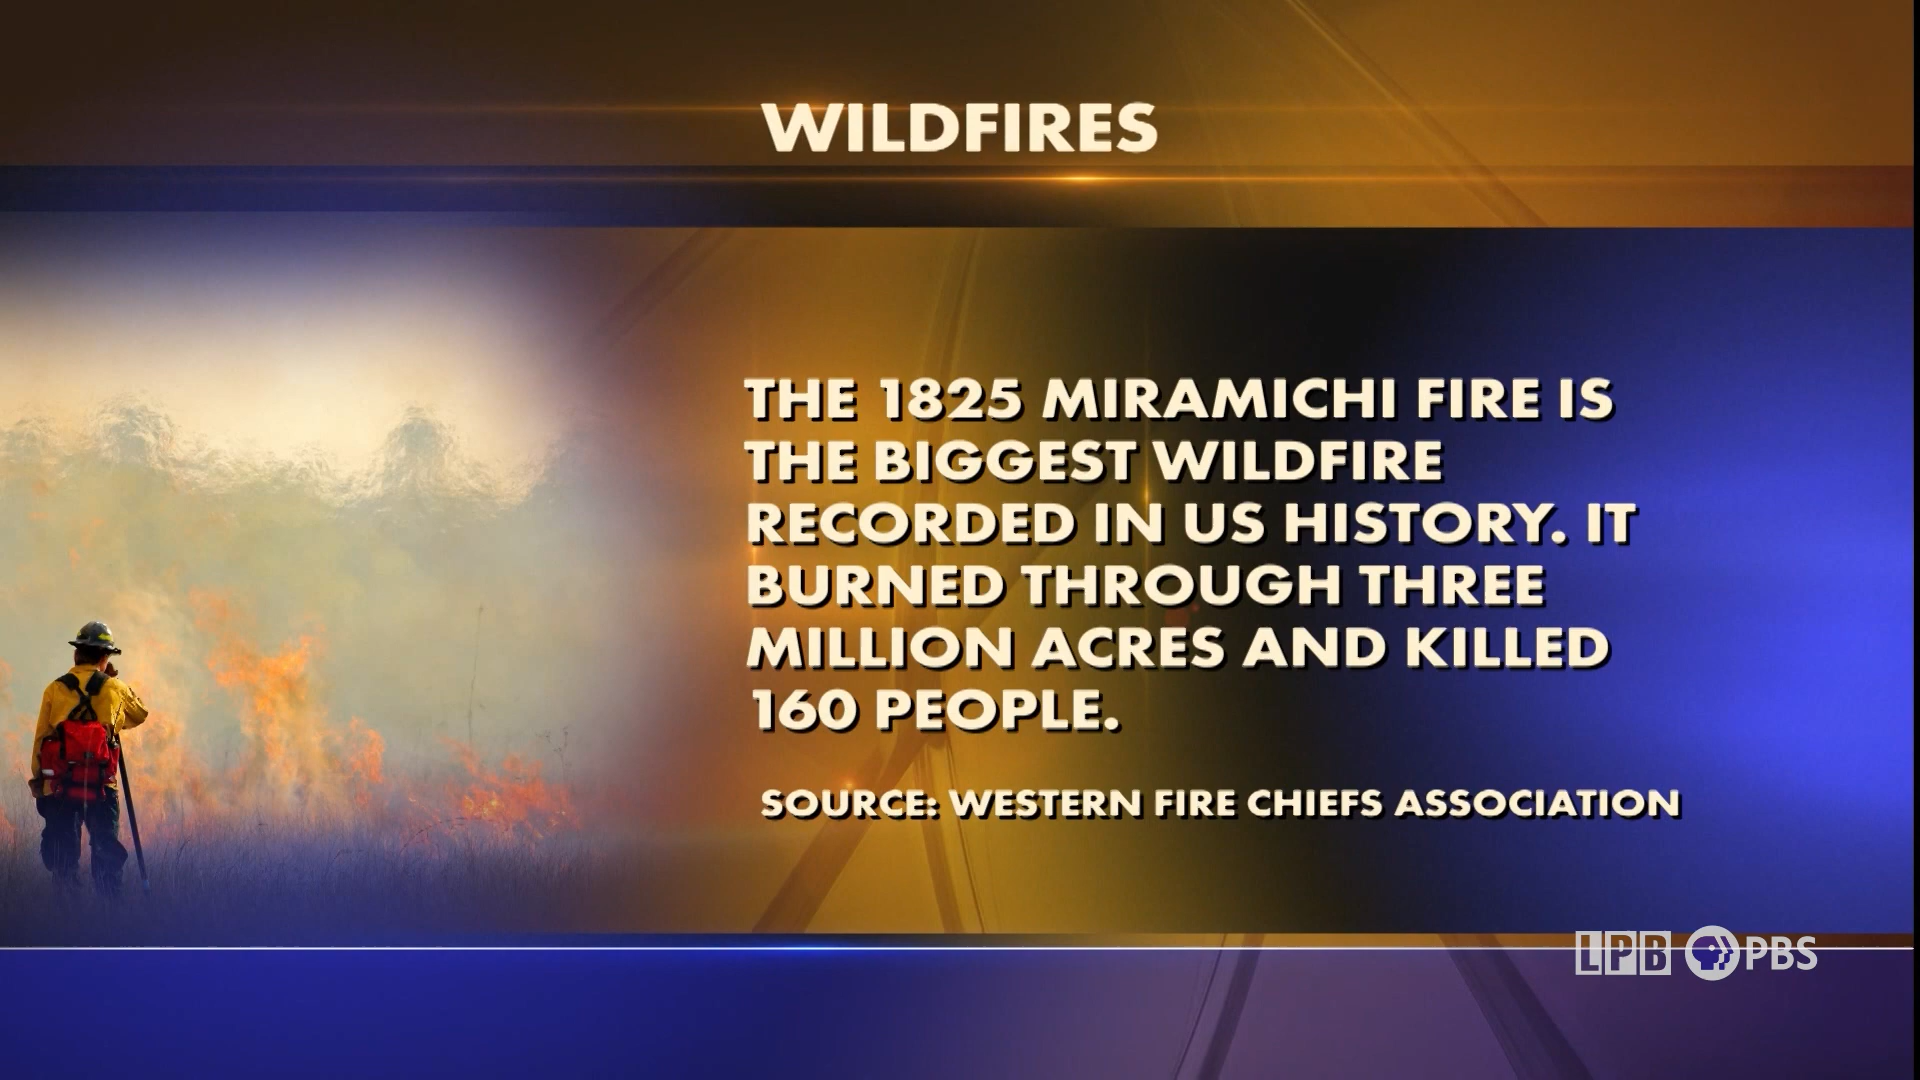 WILDFIRES
THE 1825 MIRAMICHI FIRE IS
THE BIGGEST WILDFIRE
RECORDED IN US HISTORY. IT
BURNED THROUGH THREE
MILLION ACRES AND KILLED
160 PEOPLE.
SOURCE: WESTERN FIRE CHIEFS ASSOCIATION
LPB PBS